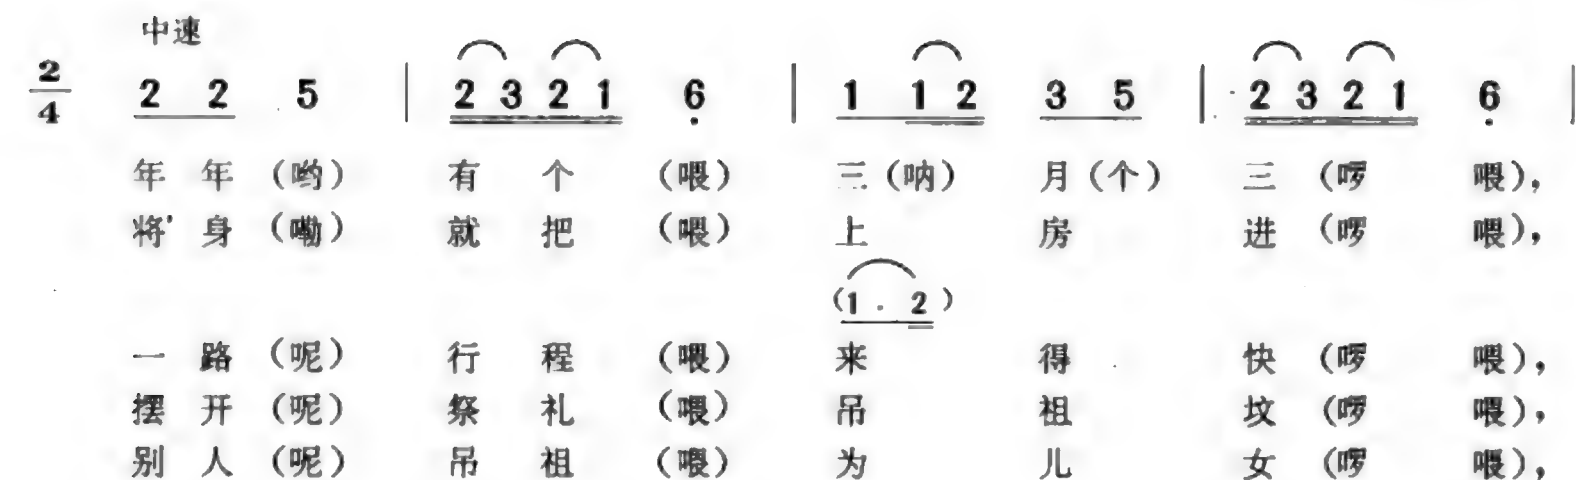 中速
2/4 2 2 5 | 2 3 2 1 6̣ | 1 1 2 3 5 | 2 3 2 1 6̣ |
年 年 (哟) 有 个 (喂) 三 (呐) 月 (个) 三 (啰 喂),
将' 身 (嘞) 就 把 (喂) 上 房 进 (啰 喂),
(1 . 2)
一 路 (呢) 行 程 (喂) 来 得 快 (啰 喂),
摆 开 (呢) 祭 礼 (喂) 吊 祖 坟 (啰 喂),
别 人 (呢) 吊 祖 (喂) 为 儿 女 (啰 喂),